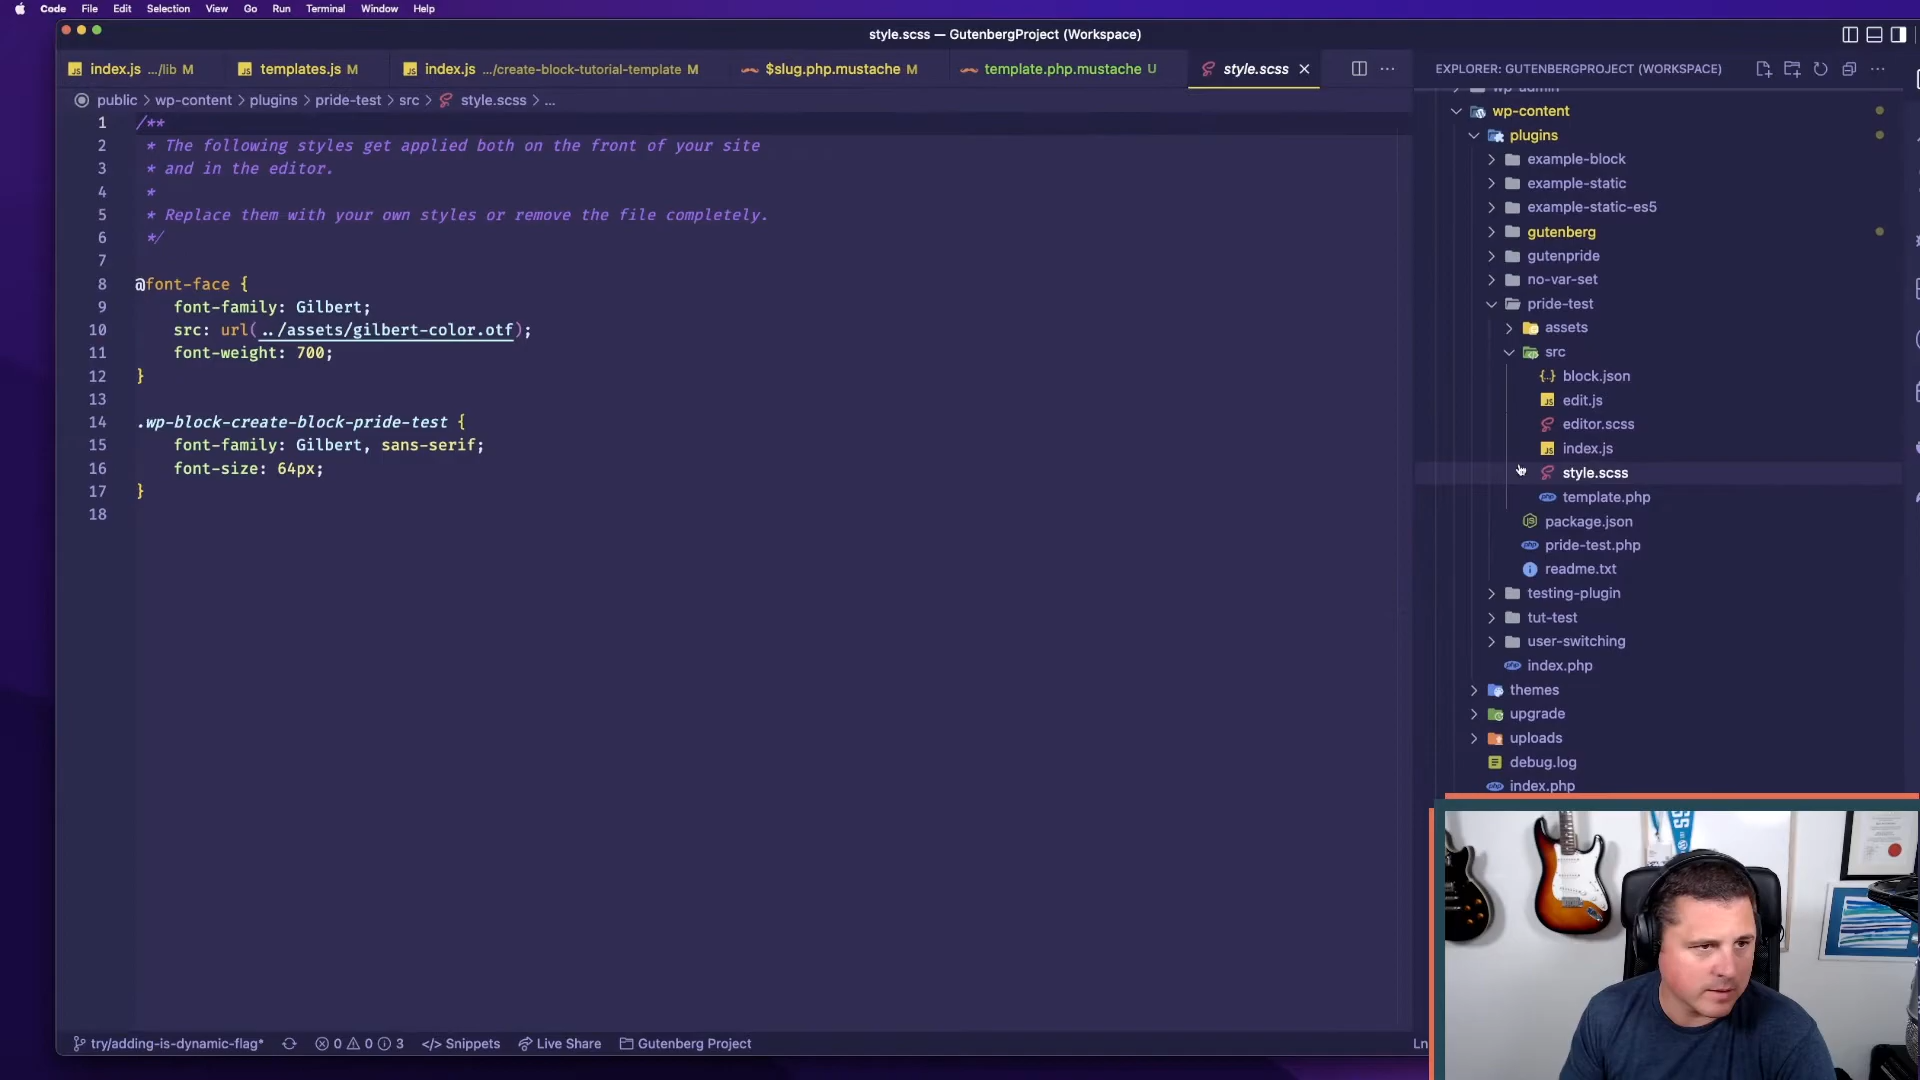 Code File Edit Selection View Go Run Terminal Window Help
style.scss — GutenbergProject (Workspace)
index.js .../lib M
templates.js M
index.js .../create-block-tutorial-template M
$slug.php.mustache M
template.php.mustache U
style.scss
EXPLORER: GUTENBERGPROJECT (WORKSPACE)
public > wp-content > plugins > pride-test > src > style.scss > ...
1 /**
2 * The following styles get applied both on the front of your site
3 * and in the editor.
4 *
5 * Replace them with your own styles or remove the file completely.
6 */
7
8 @font-face {
9 font-family: Gilbert;
10 src: url(../assets/gilbert-color.otf);
11 font-weight: 700;
12 }
13
14 .wp-block-create-block-pride-test {
15 font-family: Gilbert, sans-serif;
16 font-size: 64px;
17 }
18
wp-admin
wp-content
plugins
example-block
example-static
example-static-es5
gutenberg
gutenpride
no-var-set
pride-test
assets
src
block.json
edit.js
editor.scss
index.js
style.scss
template.php
package.json
pride-test.php
readme.txt
testing-plugin
tut-test
user-switching
index.php
themes
upgrade
uploads
debug.log
index.php
try/adding-is-dynamic-flag* 0 0 3 </> Snippets Live Share Gutenberg Project Ln